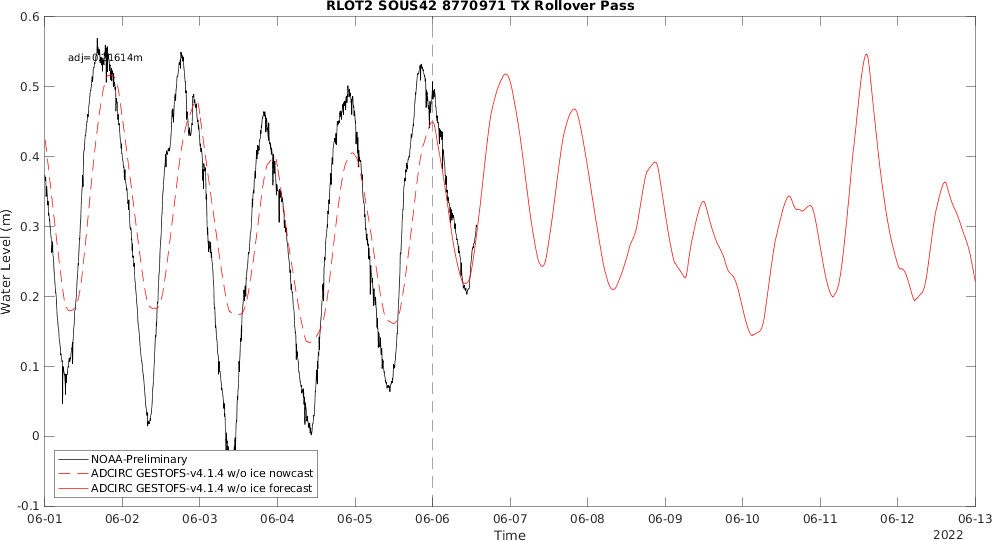 RLOT2 SOUS42 8770971 TX Rollover Pass
0.6
0.5
0.4
0.3
0.2
0.1
0
-0.1
Water Level (m)
NOAA-Preliminary
ADCIRC GESTOFS-v4.1.4 w/o ice nowcast
ADCIRC GESTOFS-v4.1.4 w/o ice forecast
06-01 06-02 06-03 06-04 06-05 06-06 06-07 06-08 06-09 06-10 06-11 06-12 06-13
Time
2022